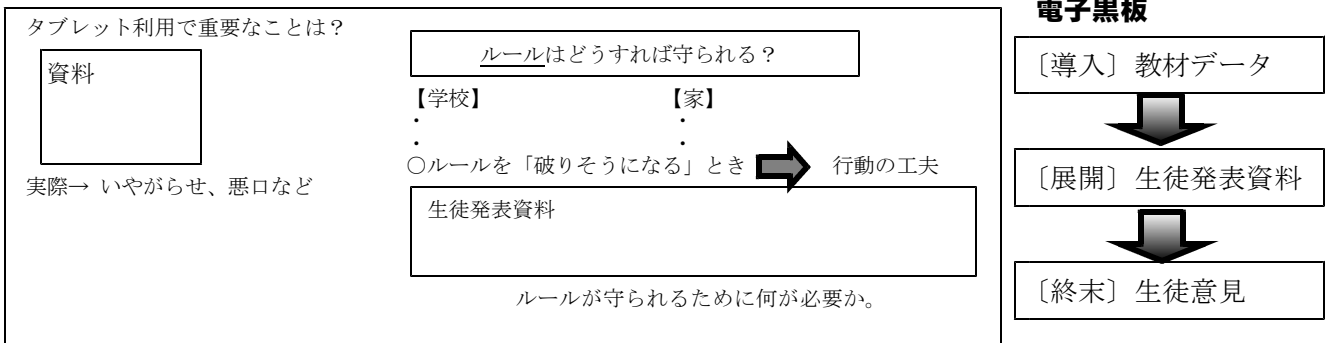 タブレット利用で重要なことは？
資料
実際→ いやがらせ、悪口など
ルールはどうすれば守られる？
【学校】 【家】
・ ・
・ ・
○ルールを「破りそうになる」とき 行動の工夫
生徒発表資料
ルールが守られるために何が必要か。
電子黒板
〔導入〕教材データ
〔展開〕生徒発表資料
〔終末〕生徒意見